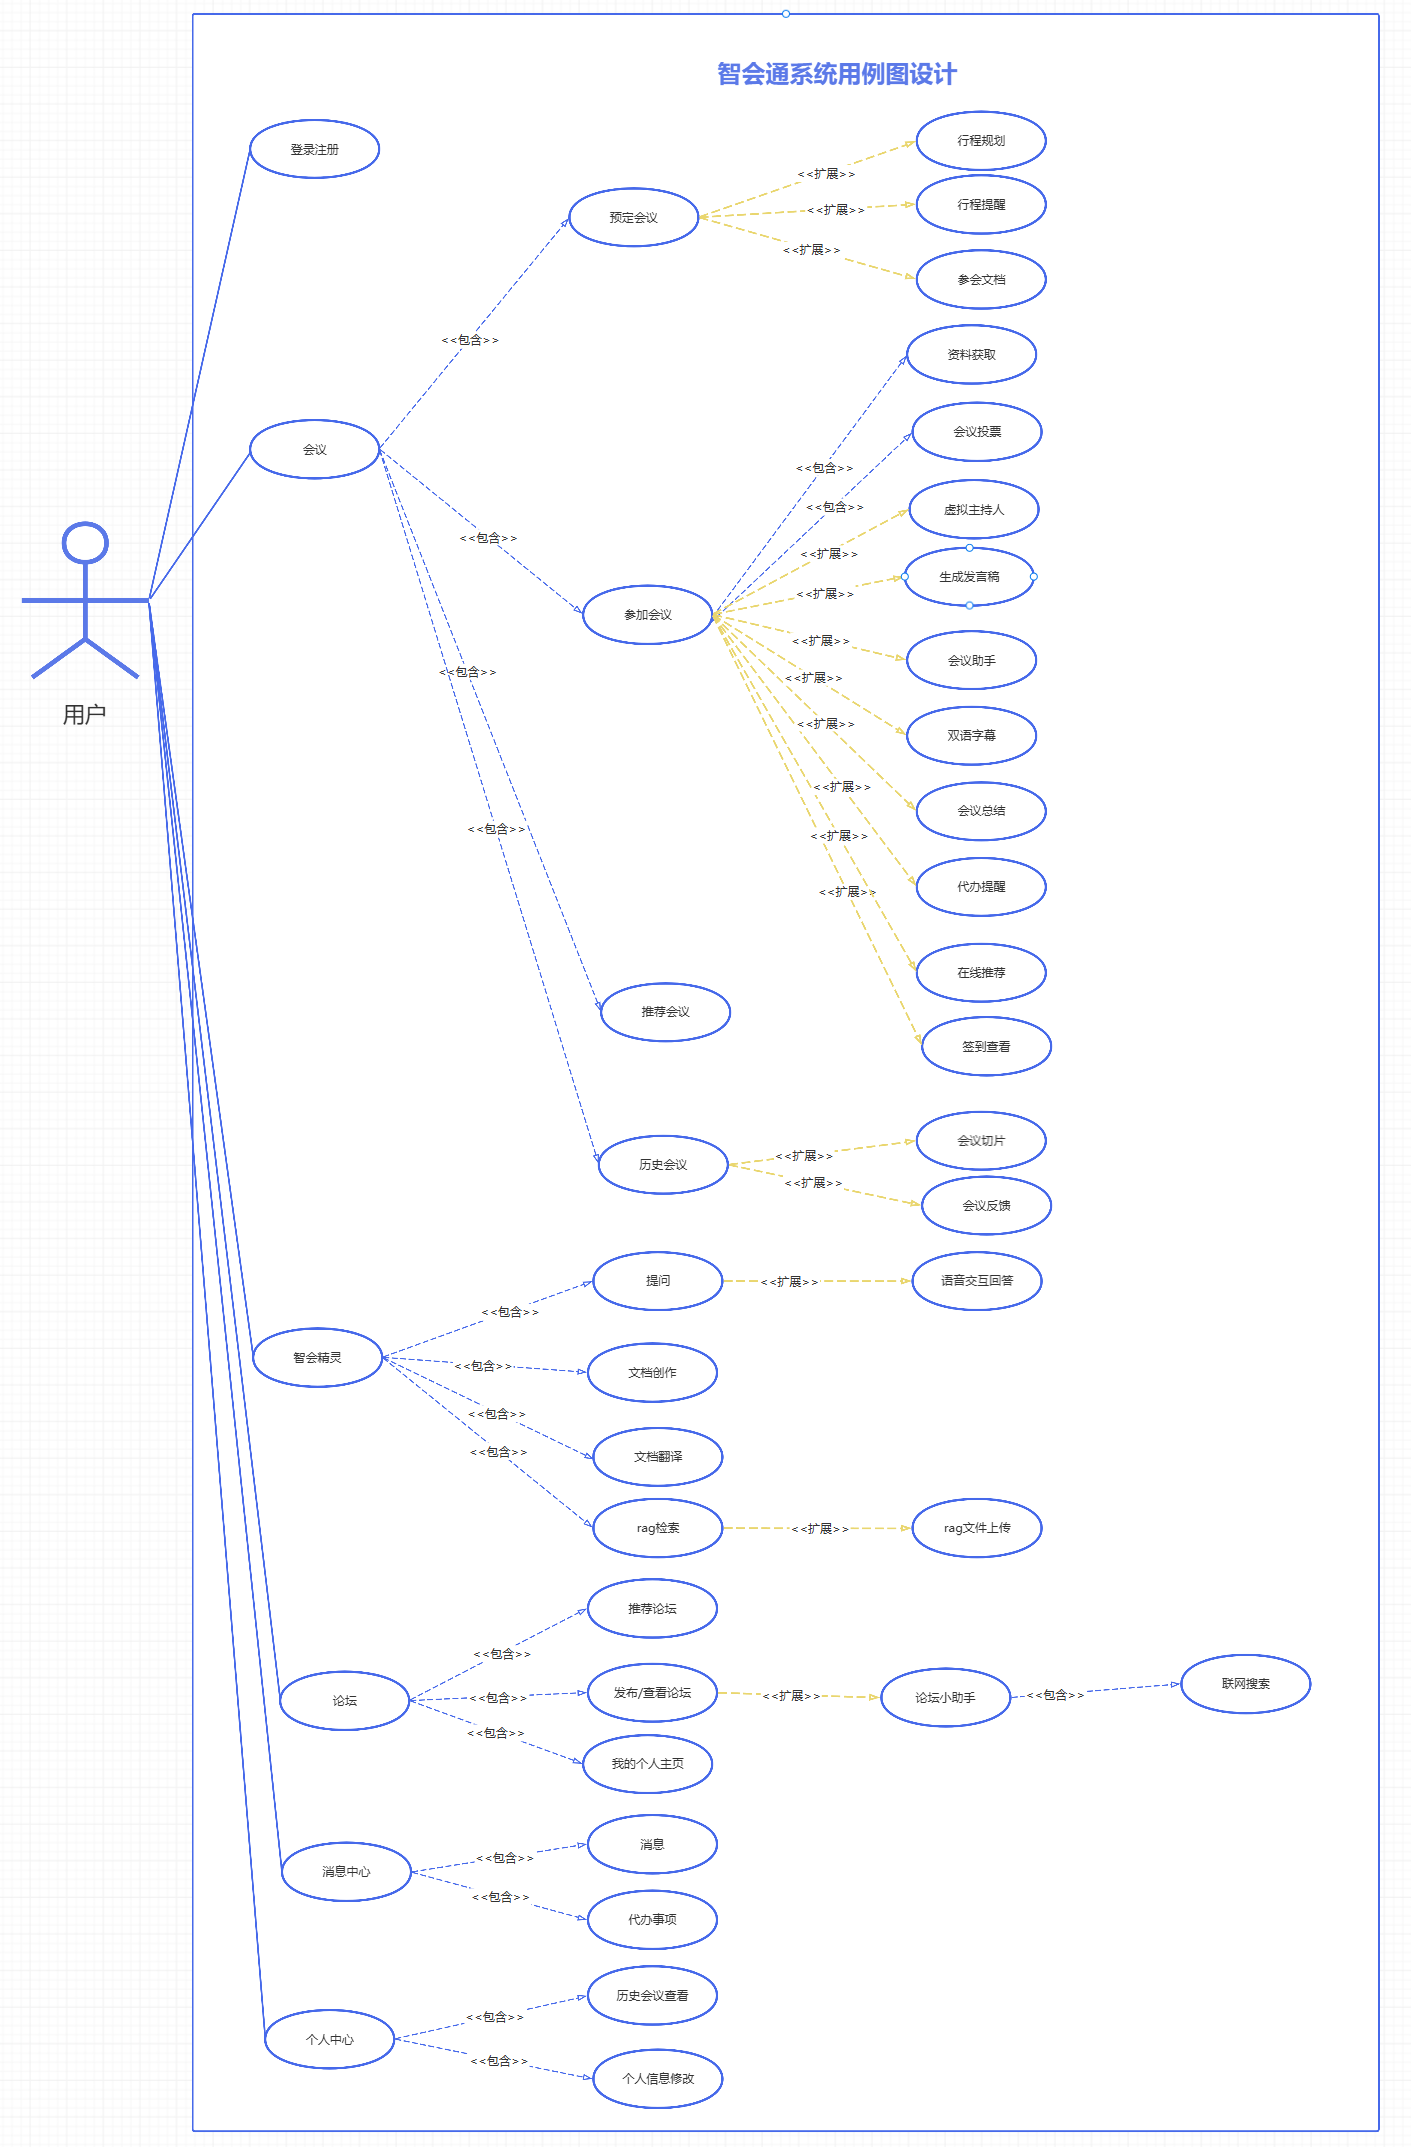 智会通系统用例图设计
登录注册
行程规划
<<扩展>>
预定会议
<<扩展>>
行程提醒
<<扩展>>
参会文档
<<包含>>
资料获取
会议
会议投票
<<包含>>
<<包含>>
虚拟主持人
<<包含>>
<<扩展>>
生成发言稿
<<扩展>>
参加会议
<<扩展>>
会议助手
<<包含>>
<<扩展>>
用户
<<扩展>>
双语字幕
<<扩展>>
会议总结
<<包含>>
<<扩展>>
代办提醒
<<扩展>>
在线推荐
推荐会议
签到查看
会议切片
<<扩展>>
历史会议
<<扩展>>
会议反馈
提问
<<扩展>>
语音交互回答
<<包含>>
智会精灵
<<包含>>
文档创作
<<包含>>
<<包含>>
文档翻译
rag检索
<<扩展>>
rag文件上传
推荐论坛
<<包含>>
论坛
<<包含>>
发布/查看论坛
<<扩展>>
论坛小助手
<<包含>>
联网搜索
<<包含>>
我的个人主页
消息
<<包含>>
消息中心
<<包含>>
代办事项
历史会议查看
<<包含>>
个人中心
<<包含>>
个人信息修改